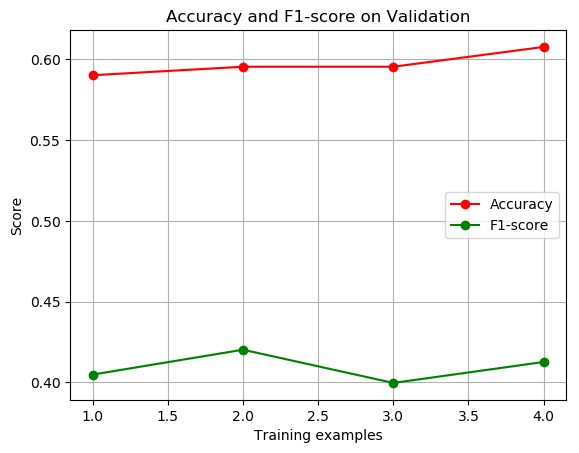 Accuracy and F1-score on Validation
Score
0.60
0.55
0.50
0.45
0.40
Accuracy
F1-score
1.0 1.5 2.0 2.5 3.0 3.5 4.0
Training examples